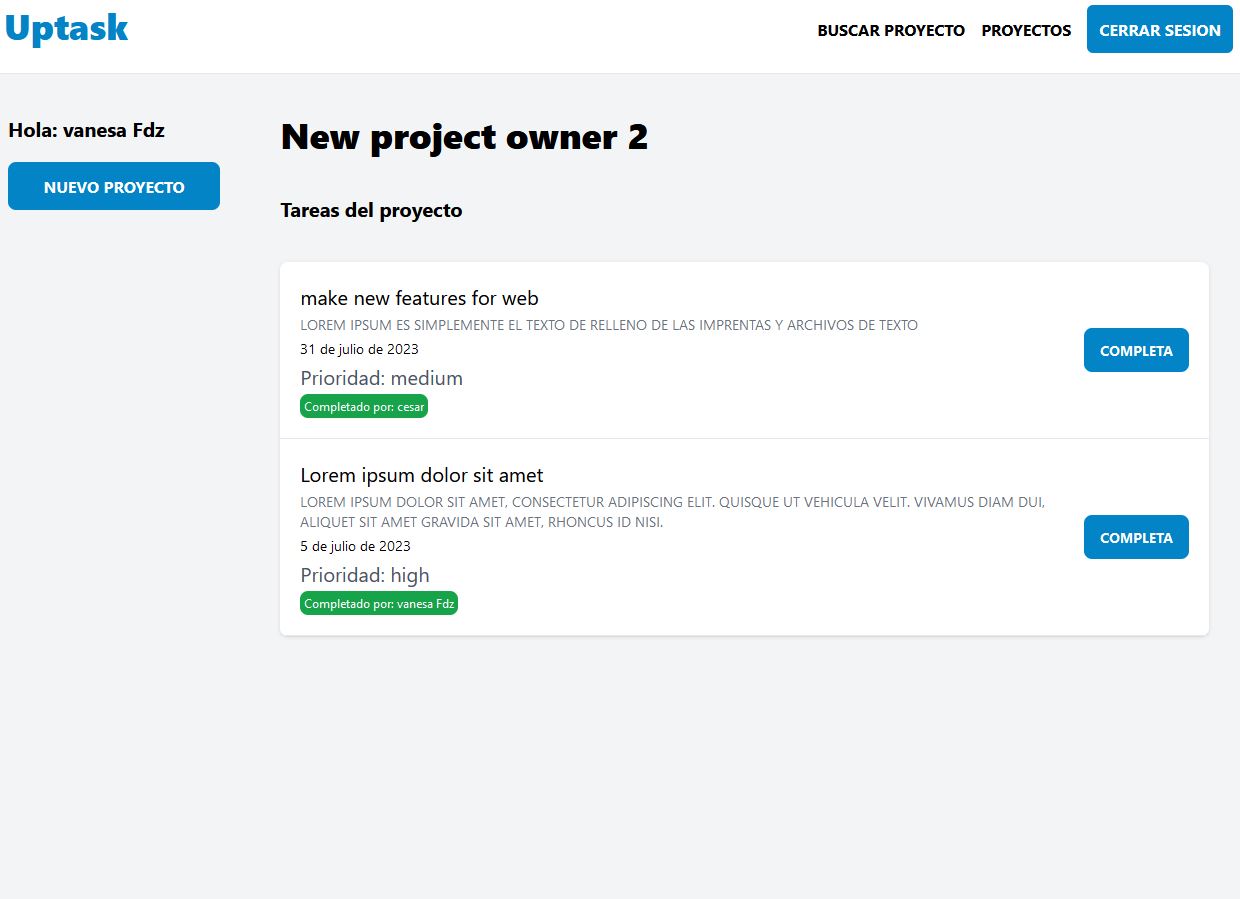 Uptask
BUSCAR PROYECTO PROYECTOS CERRAR SESION
Hola: vanesa Fdz
NUEVO PROYECTO
New project owner 2
Tareas del proyecto
make new features for web
LOREM IPSUM ES SIMPLEMENTE EL TEXTO DE RELLENO DE LAS IMPRENTAS Y ARCHIVOS DE TEXTO
31 de julio de 2023
Prioridad: medium
Completado por: cesar
COMPLETA
Lorem ipsum dolor sit amet
LOREM IPSUM DOLOR SIT AMET, CONSECTETUR ADIPISCING ELIT. QUISQUE UT VEHICULA VELIT. VIVAMUS DIAM DUI,
ALIQUET SIT AMET GRAVIDA SIT AMET, RHONCUS ID NISI.
5 de julio de 2023
Prioridad: high
Completado por: vanesa Fdz
COMPLETA